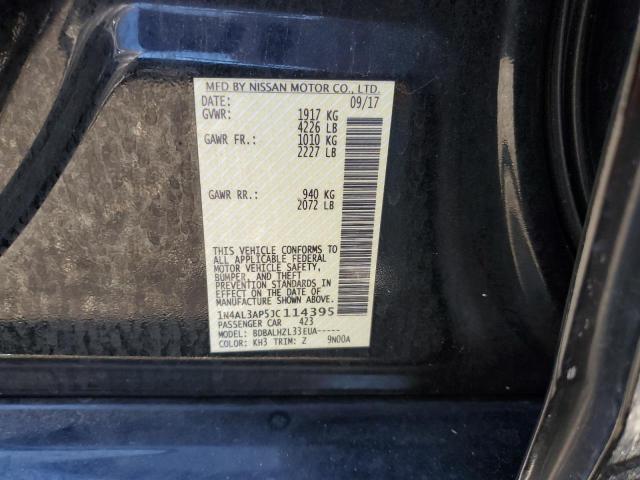 MFD BY NISSAN MOTOR CO., LTD.
DATE: 09/17
GVWR: 1917 KG
4226 LB
GAWR FR.: 1010 KG
2227 LB
GAWR RR.: 940 KG
2072 LB
THIS VEHICLE CONFORMS TO
ALL APPLICABLE FEDERAL
MOTOR VEHICLE SAFETY,
BUMPER, AND THEFT
PREVENTION STANDARDS IN
EFFECT ON THE DATE OF
MANUFACTURE SHOWN ABOVE.
1N4AL3AP5JC114395
PASSENGER CAR 423
MODEL: BDBALHZL33EUA-----
COLOR: KH3 TRIM: Z 9N00A